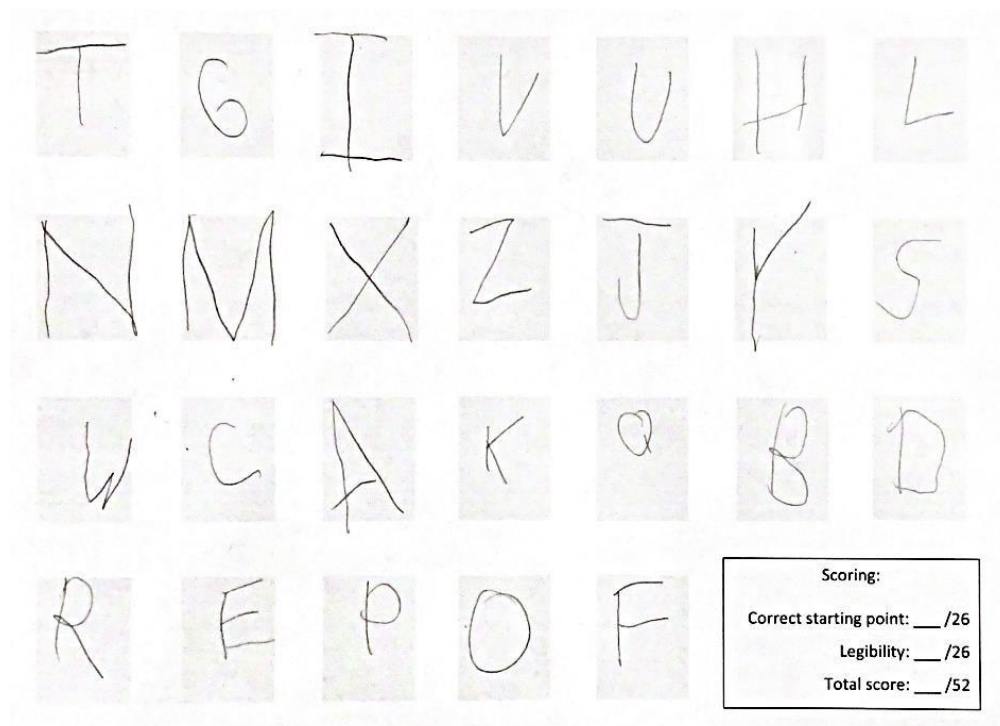 T G I V U H L
N M X Z J Y S
W C A K Q B D
R E P O F
Scoring:
Correct starting point: ___ /26
Legibility: ___ /26
Total score: ___ /52